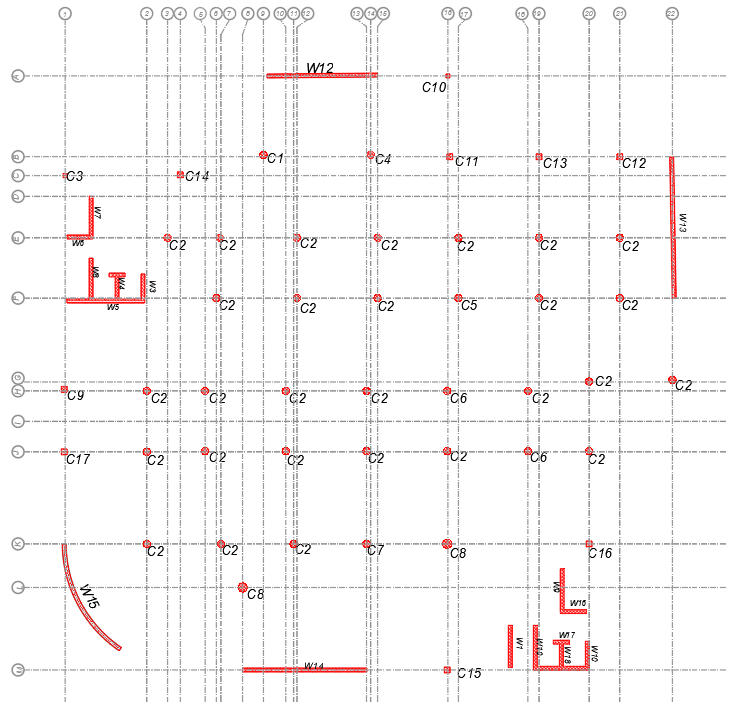 1 2 3 4 5 6 7 8 9 10 11 12 13 14 15 16 17 18 19 20 21 22
W12
C10
C1 C4 C11 C13 C12
C3 C14
W7 W13
E
W6 C2 C2 C2 C2 C2 C2 C2
W8 W4 W3
F
W5 C2 C2 C2 C5 C2 C2
G
C2 C2
H
C9 C2 C2 C2 C2 C6 C2
I
J
C17 C2 C2 C2 C2 C2 C6 C2
K
C2 C2 C2 C7 C8 C16
C8
W15 W9 W16
W17
W1 W18 W10
W14 C15